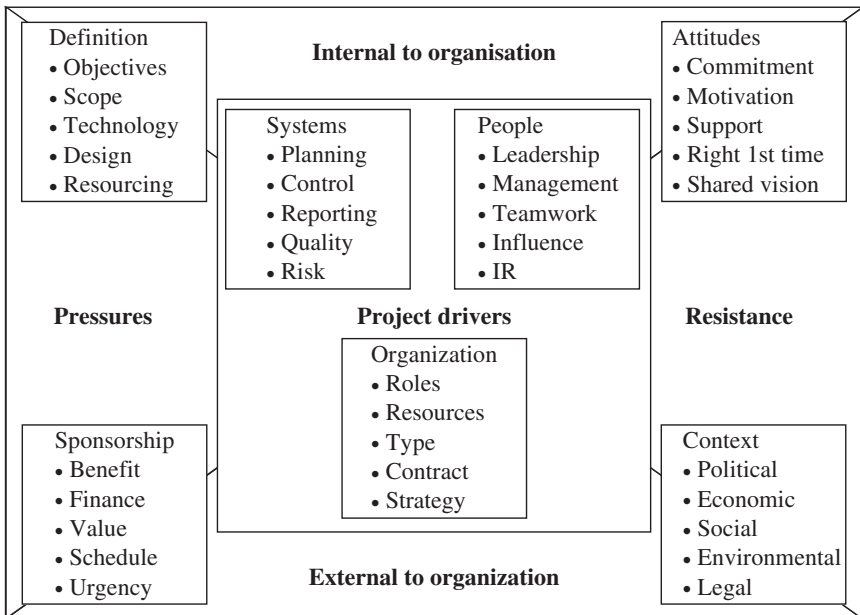 Definition
• Objectives
• Scope
• Technology
• Design
• Resourcing
Internal to organisation
Attitudes
• Commitment
• Motivation
• Support
• Right 1st time
• Shared vision
Systems
• Planning
• Control
• Reporting
• Quality
• Risk
People
• Leadership
• Management
• Teamwork
• Influence
• IR
Pressures
Project drivers
Resistance
Organization
• Roles
• Resources
• Type
• Contract
• Strategy
Sponsorship
• Benefit
• Finance
• Value
• Schedule
• Urgency
Context
• Political
• Economic
• Social
• Environmental
• Legal
External to organization